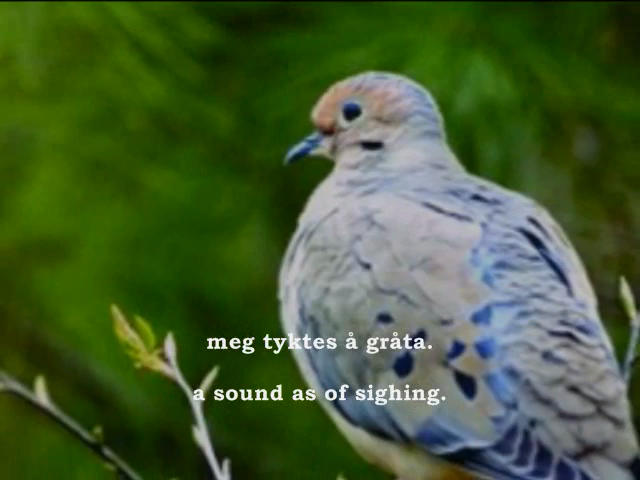 meg tyktes å gråta.
a sound as of sighing.